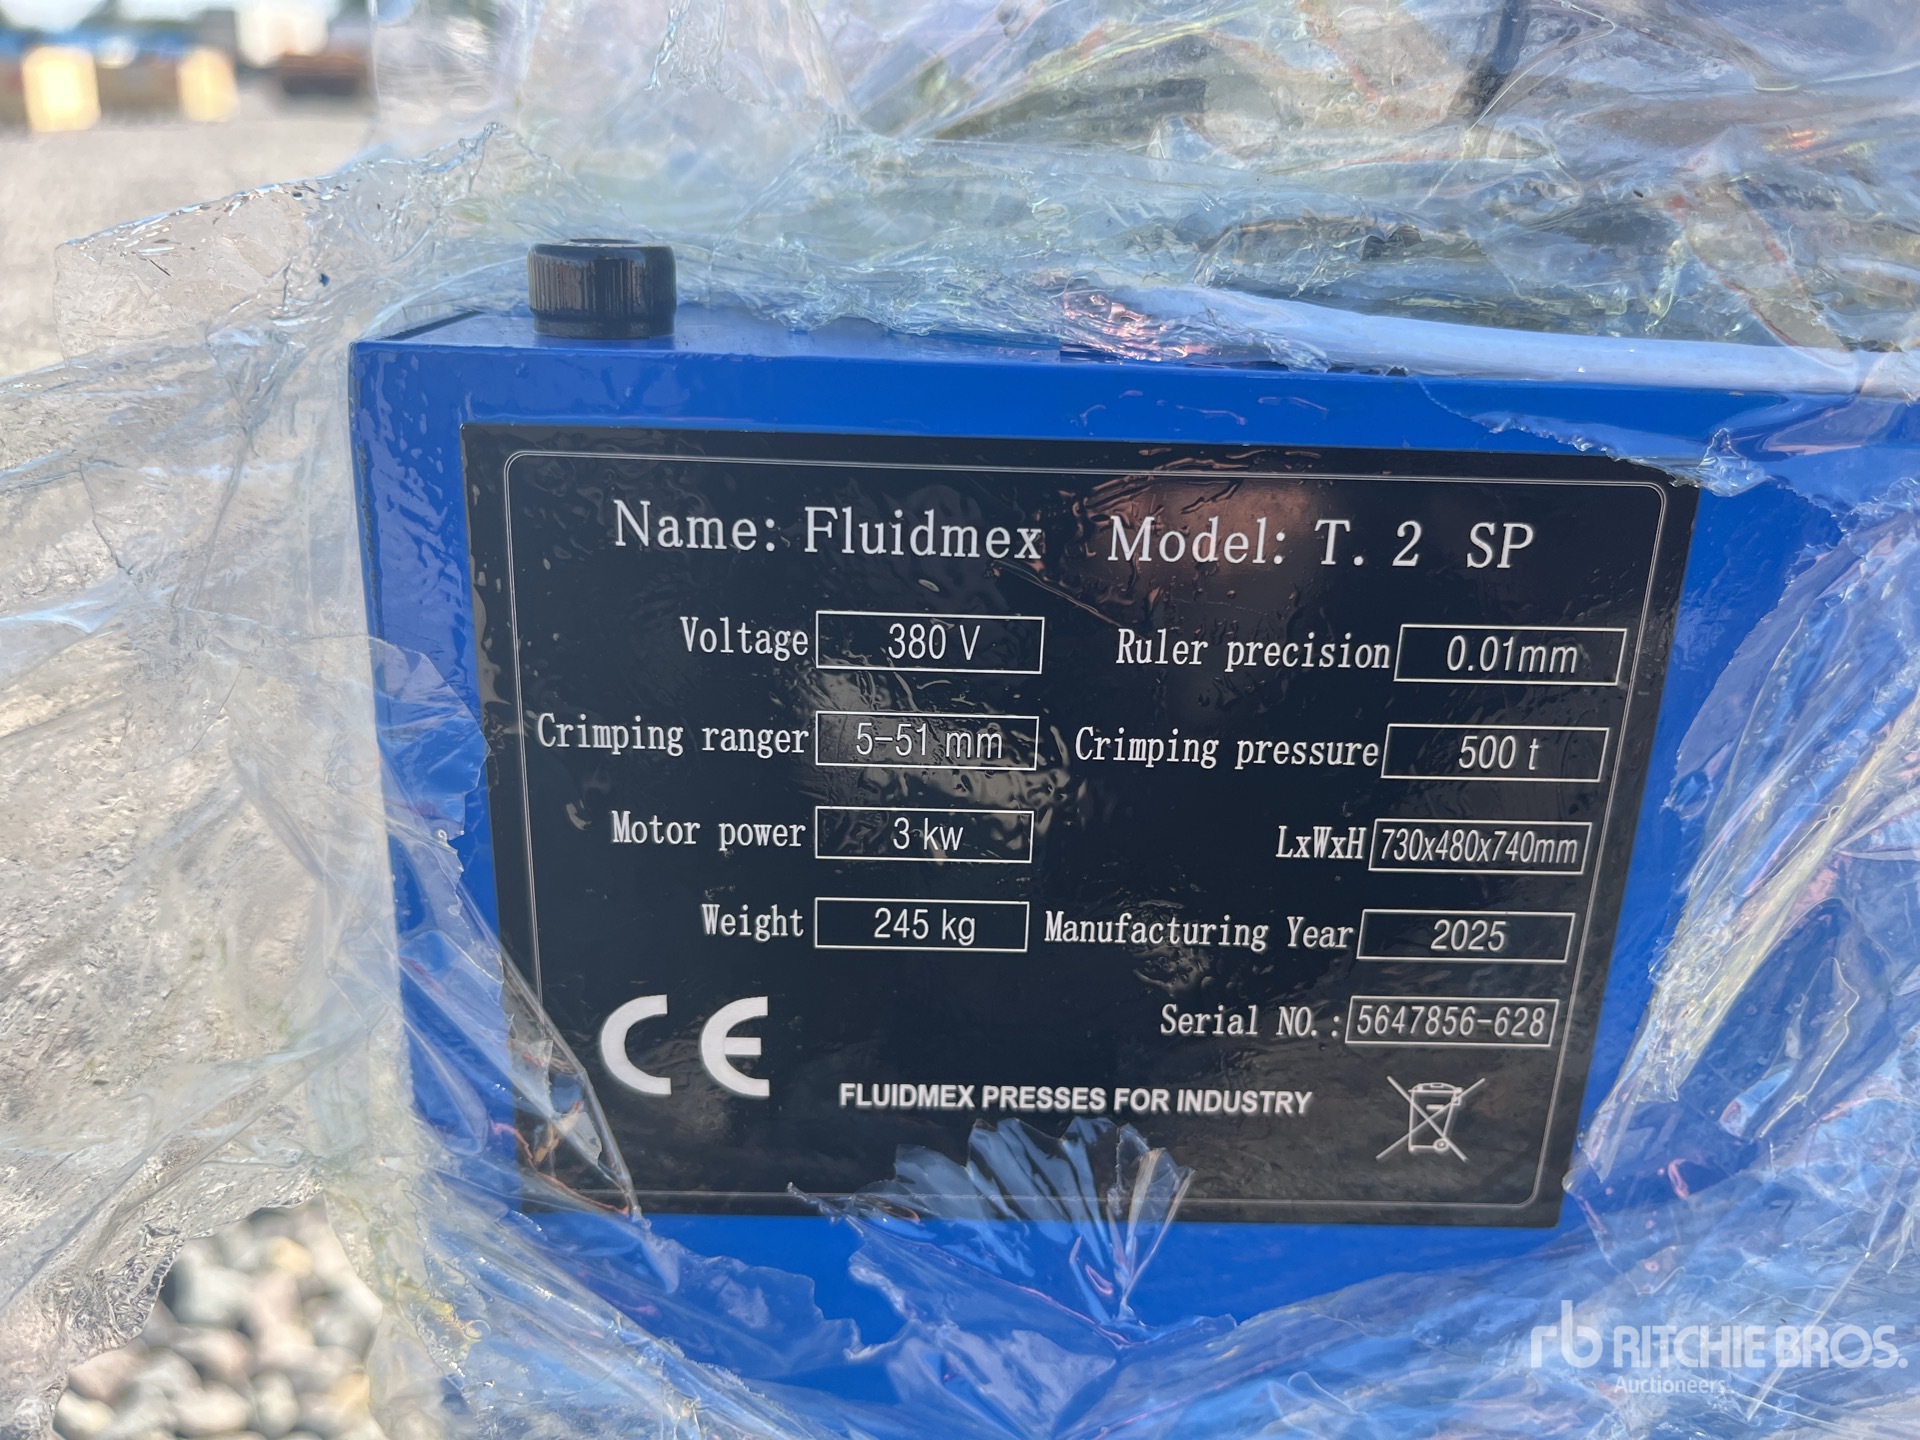 Name: Fluidmex Model: T. 2 SP
Voltage 380 V Ruler precision 0.01mm
Crimping ranger 5-51 mm Crimping pressure 500 t
Motor power 3 kw LxWxH 730x480x740mm
Weight 245 kg Manufacturing Year 2025
Serial NO.: 5647856-628
CE
FLUIDMEX PRESSES FOR INDUSTRY
rb RITCHIE BROS.
Auctioneers